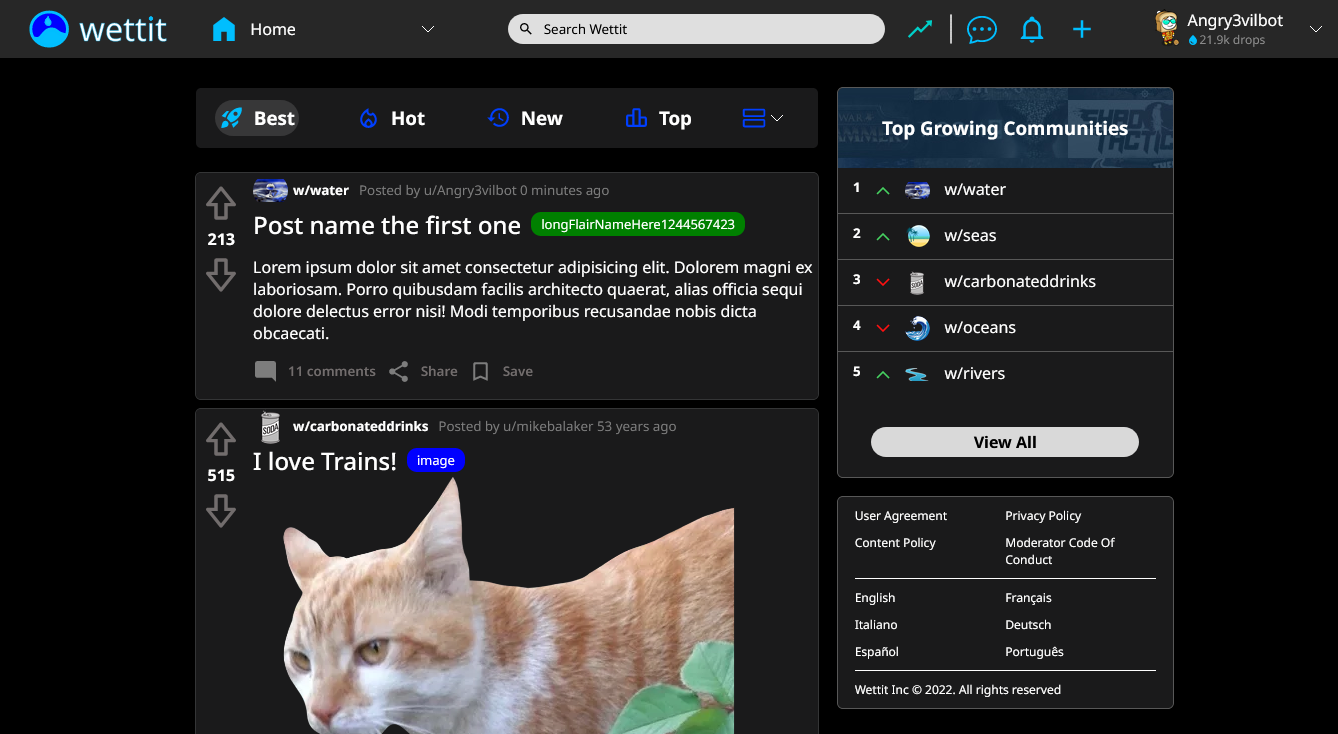 wettit
Home
Search Wettit
Angry3vilbot
21.9k drops
Best
Hot
New
Top
w/water Posted by u/Angry3vilbot 0 minutes ago
213
Post name the first one longFlairNameHere1244567423
Lorem ipsum dolor sit amet consectetur adipisicing elit. Dolorem magni ex
laboriosam. Porro quibusdam facilis architecto quaerat, alias officia sequi
dolore delectus error nisi! Modi temporibus recusandae nobis dicta
obcaecati.
11 comments Share Save
SODA
w/carbonateddrinks Posted by u/mikebalaker 53 years ago
515
I love Trains! image
Top Growing Communities
SHOCK
TACTICS
1 w/water
2 w/seas
3 SODA w/carbonateddrinks
4 w/oceans
5 w/rivers
View All
User Agreement Privacy Policy
Content Policy Moderator Code Of
Conduct
English Français
Italiano Deutsch
Español Português
Wettit Inc © 2022. All rights reserved